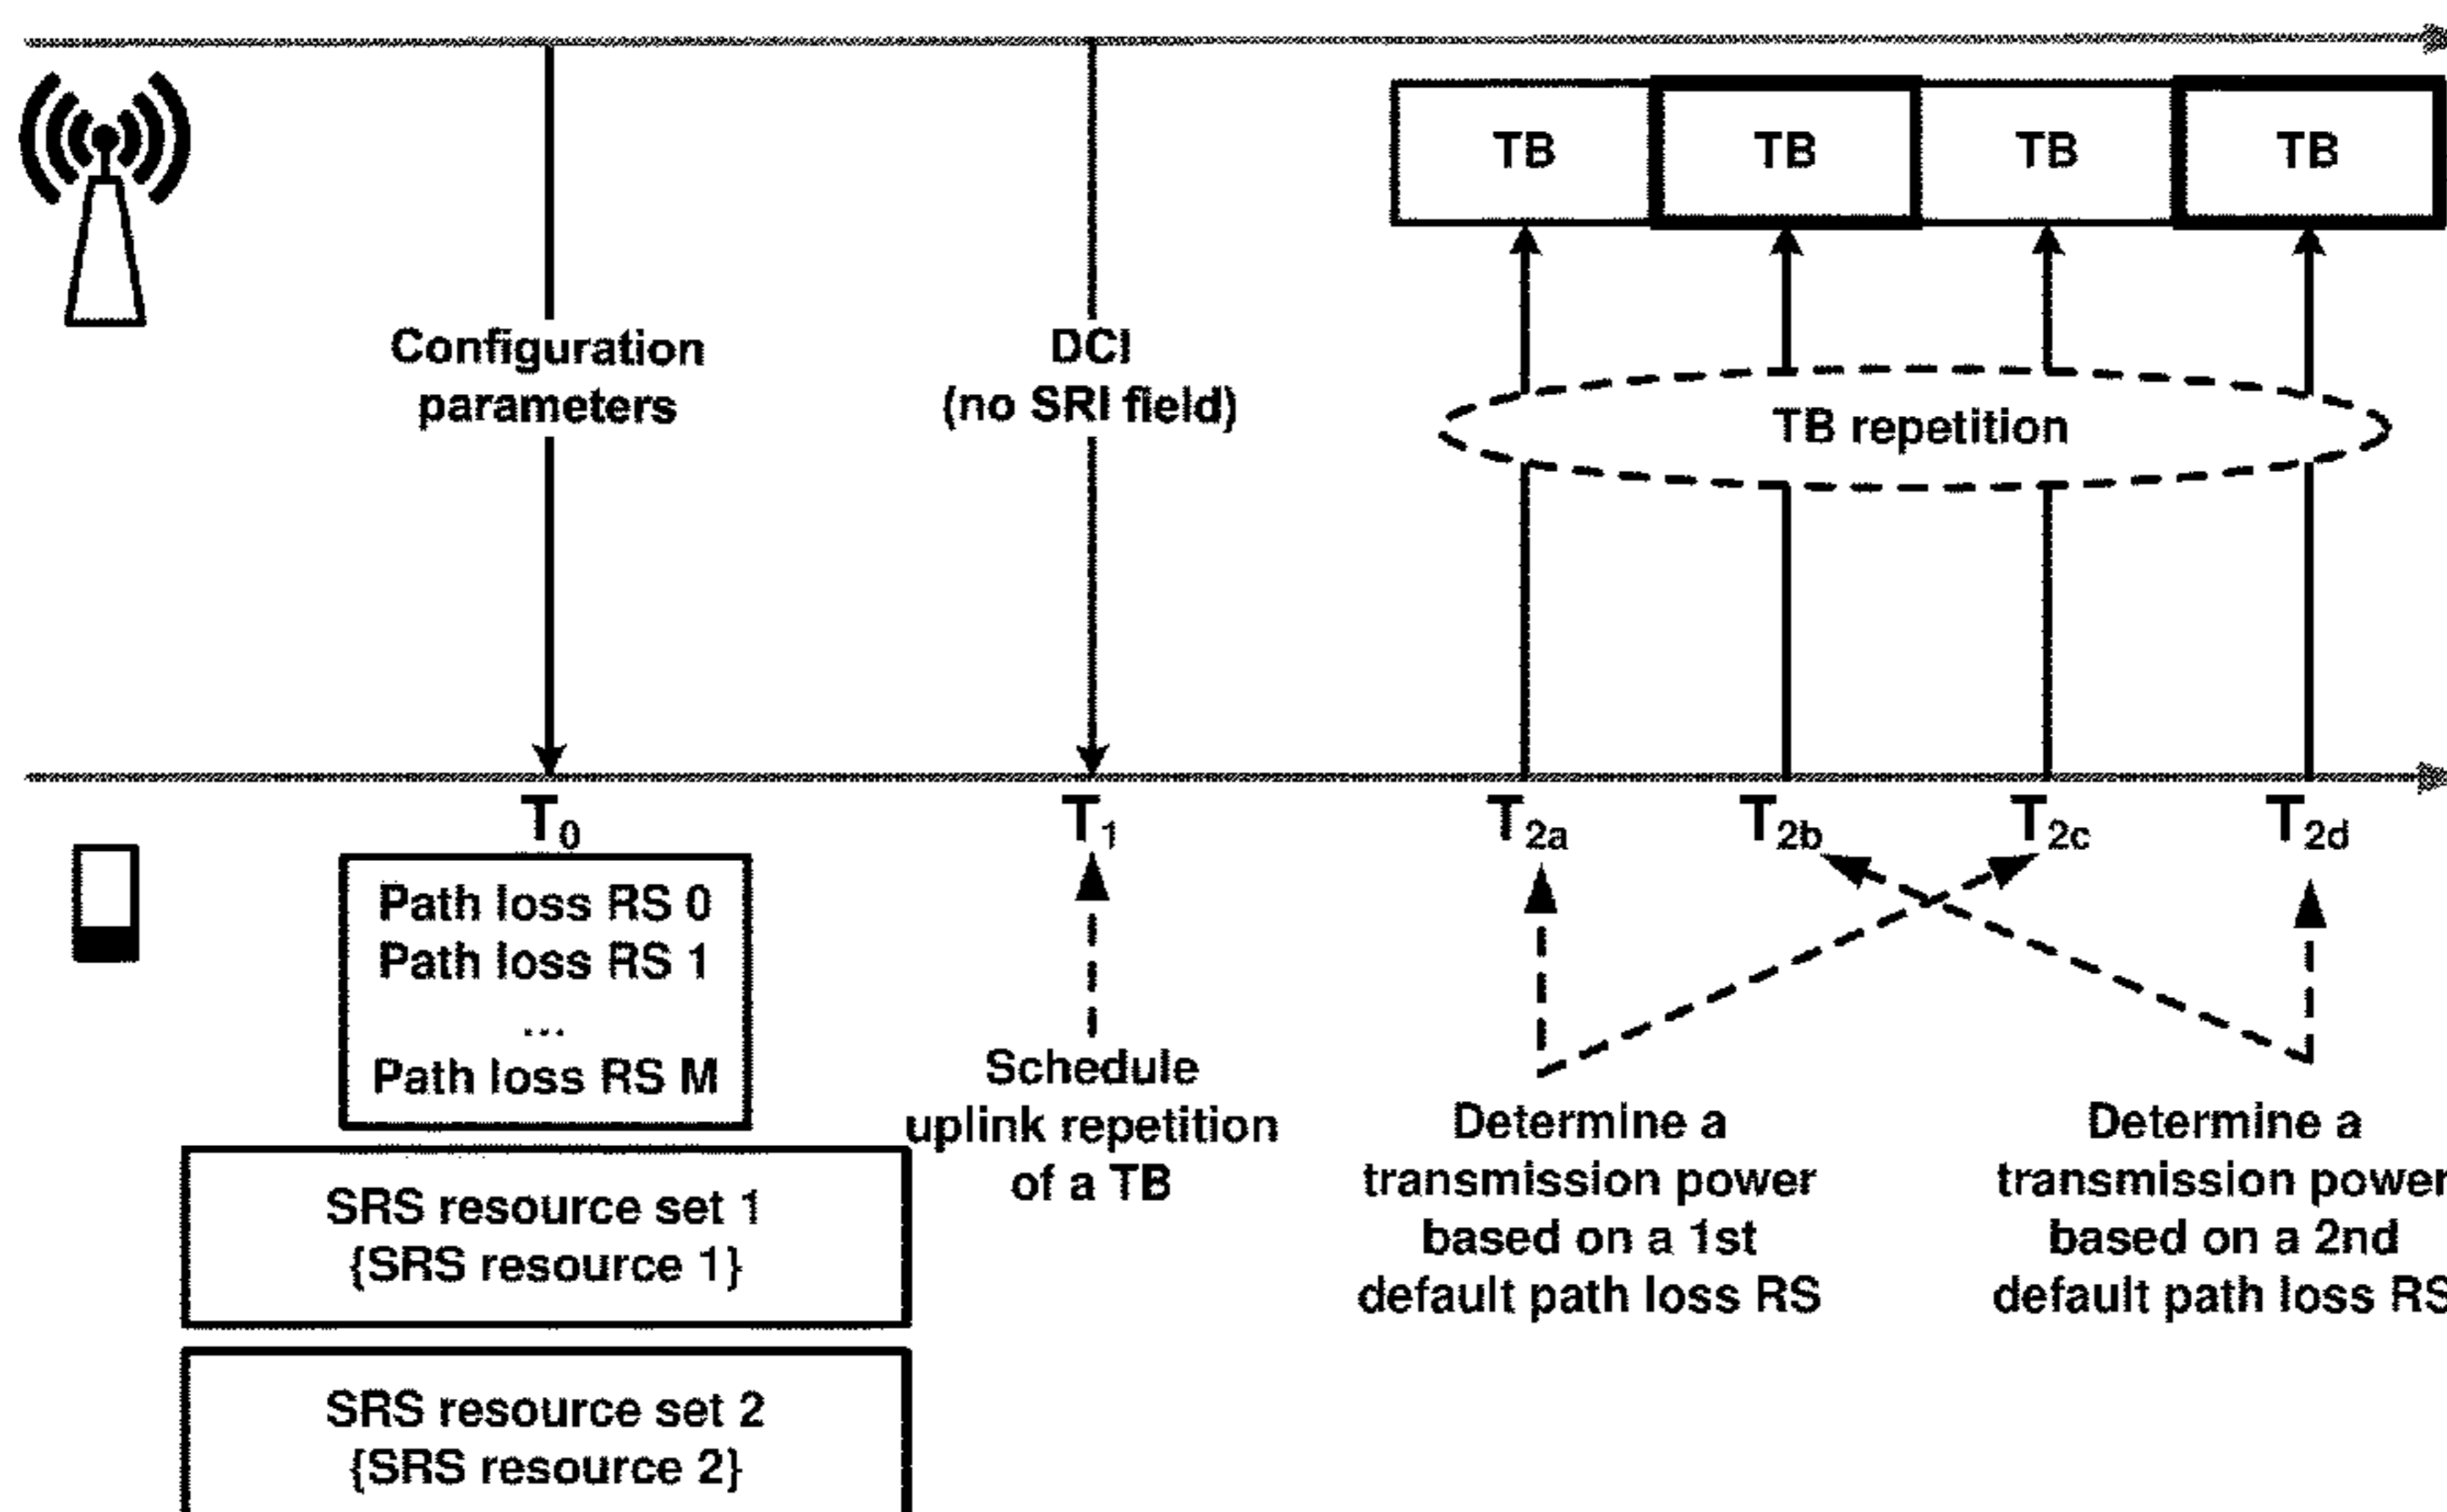 TB TB TB TB
Configuration
parameters
DCI
(no SRI field)
TB repetition
T0 T1 T2a T2b T2c T2d
Path loss RS 0
Path loss RS 1
...
Path loss RS M
Schedule
uplink repetition
of a TB
Determine a
transmission power
based on a 1st
default path loss RS
Determine a
transmission power
based on a 2nd
default path loss RS
SRS resource set 1
{SRS resource 1}
SRS resource set 2
{SRS resource 2}